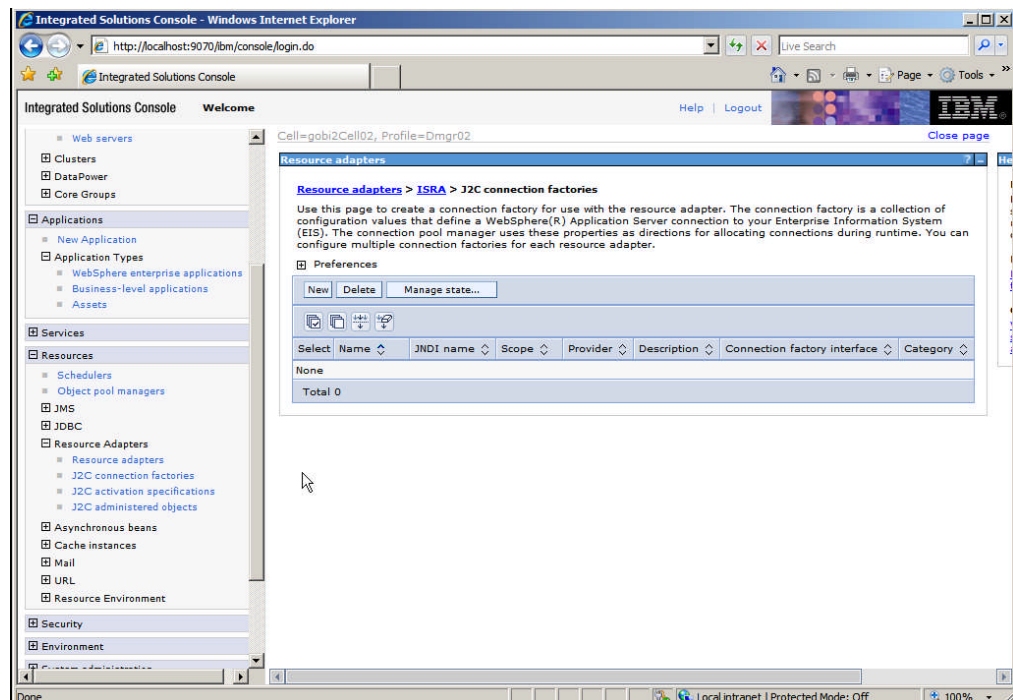 Integrated Solutions Console - Windows Internet Explorer
http://localhost:9070/ibm/console/login.do
Live Search
Integrated Solutions Console
Page
Tools
Integrated Solutions Console Welcome
Help | Logout
IBM
Cell=gobi2Cell02, Profile=Dmgr02
Close page
Web servers
Clusters
DataPower
Core Groups
Applications
New Application
Application Types
WebSphere enterprise applications
Business-level applications
Assets
Services
Resources
Schedulers
Object pool managers
JMS
JDBC
Resource Adapters
Resource adapters
J2C connection factories
J2C activation specifications
J2C administered objects
Asynchronous beans
Cache instances
Mail
URL
Resource Environment
Security
Environment
System administration
Resource adapters
Resource adapters > ISRA > J2C connection factories
Use this page to create a connection factory for use with the resource adapter. The connection factory is a collection of
configuration values that define a WebSphere(R) Application Server connection to your Enterprise Information System
(EIS). The connection pool manager uses these properties as directions for allocating connections during runtime. You can
configure multiple connection factories for each resource adapter.
Preferences
New Delete Manage state...
Select Name JNDI name Scope Provider Description Connection factory interface Category
None
Total 0
He
Done
Local intranet | Protected Mode: Off
100%